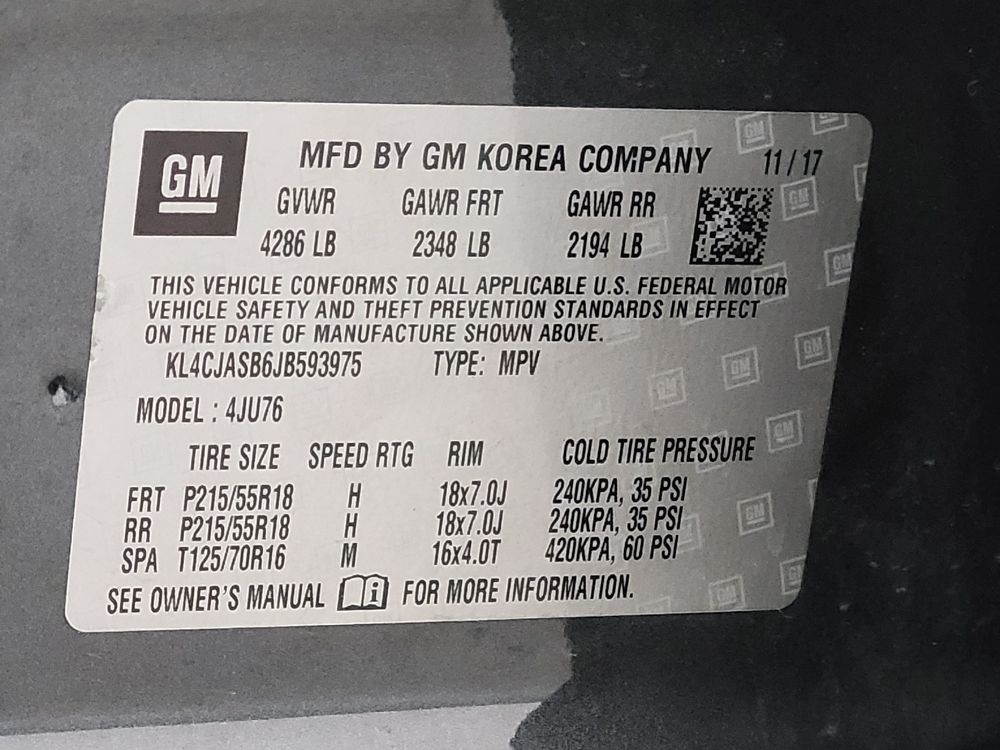 GM
MFD BY GM KOREA COMPANY 11 / 17
GVWR GAWR FRT GAWR RR
4286 LB 2348 LB 2194 LB
THIS VEHICLE CONFORMS TO ALL APPLICABLE U.S. FEDERAL MOTOR
VEHICLE SAFETY AND THEFT PREVENTION STANDARDS IN EFFECT
ON THE DATE OF MANUFACTURE SHOWN ABOVE.
KL4CJASB6JB593975 TYPE: MPV
MODEL : 4JU76
TIRE SIZE SPEED RTG RIM COLD TIRE PRESSURE
FRT P215/55R18 H 18x7.0J 240KPA, 35 PSI
RR P215/55R18 H 18x7.0J 240KPA, 35 PSI
SPA T125/70R16 M 16x4.0T 420KPA, 60 PSI
SEE OWNER'S MANUAL FOR MORE INFORMATION.